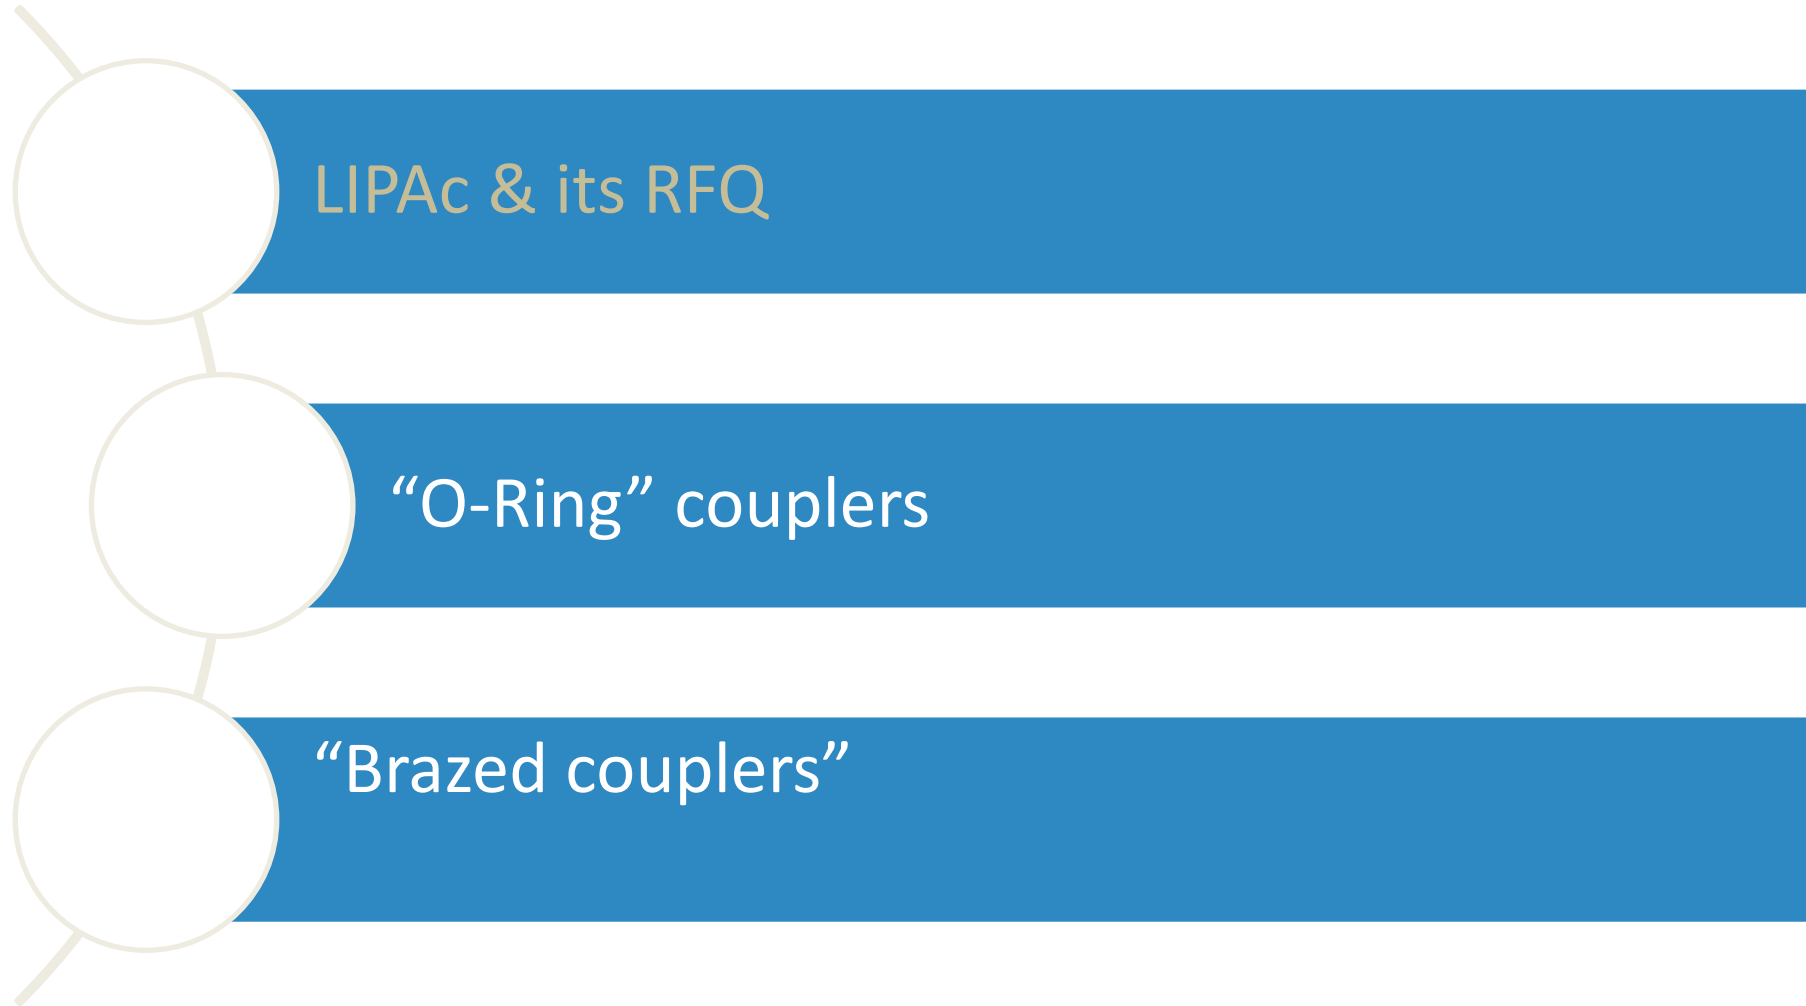 LIPAc & its RFQ
“O-Ring” couplers
“Brazed couplers”